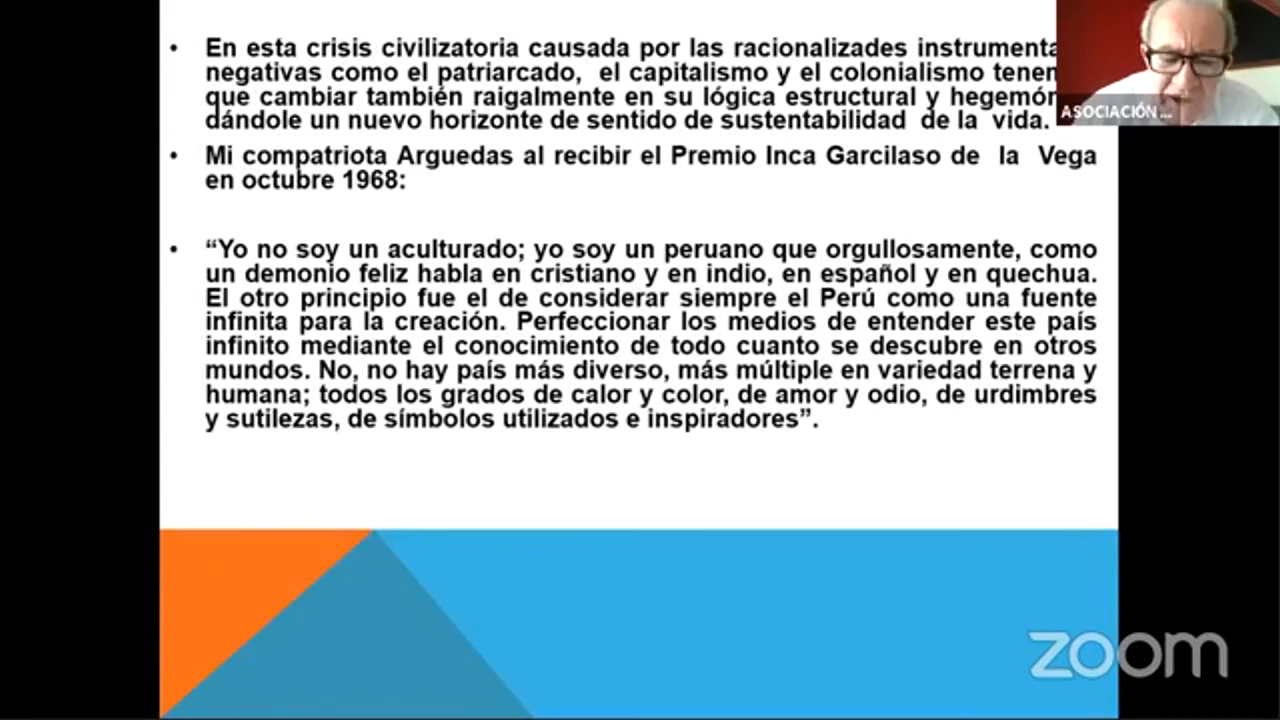 • En esta crisis civilizatoria causada por las racionalizades instrumenta
negativas como el patriarcado, el capitalismo y el colonialismo tenen
que cambiar también raigalmente en su lógica estructural y hegemón
dándole un nuevo horizonte de sentido de sustentabilidad de la vida.
• Mi compatriota Arguedas al recibir el Premio Inca Garcilaso de la Vega
en octubre 1968:
• “Yo no soy un aculturado; yo soy un peruano que orgullosamente, como
un demonio feliz habla en cristiano y en indio, en español y en quechua.
El otro principio fue el de considerar siempre el Perú como una fuente
infinita para la creación. Perfeccionar los medios de entender este país
infinito mediante el conocimiento de todo cuanto se descubre en otros
mundos. No, no hay país más diverso, más múltiple en variedad terrena y
humana; todos los grados de calor y color, de amor y odio, de urdimbres
y sutilezas, de símbolos utilizados e inspiradores”.
ASOCIACIÓN ...
zoom